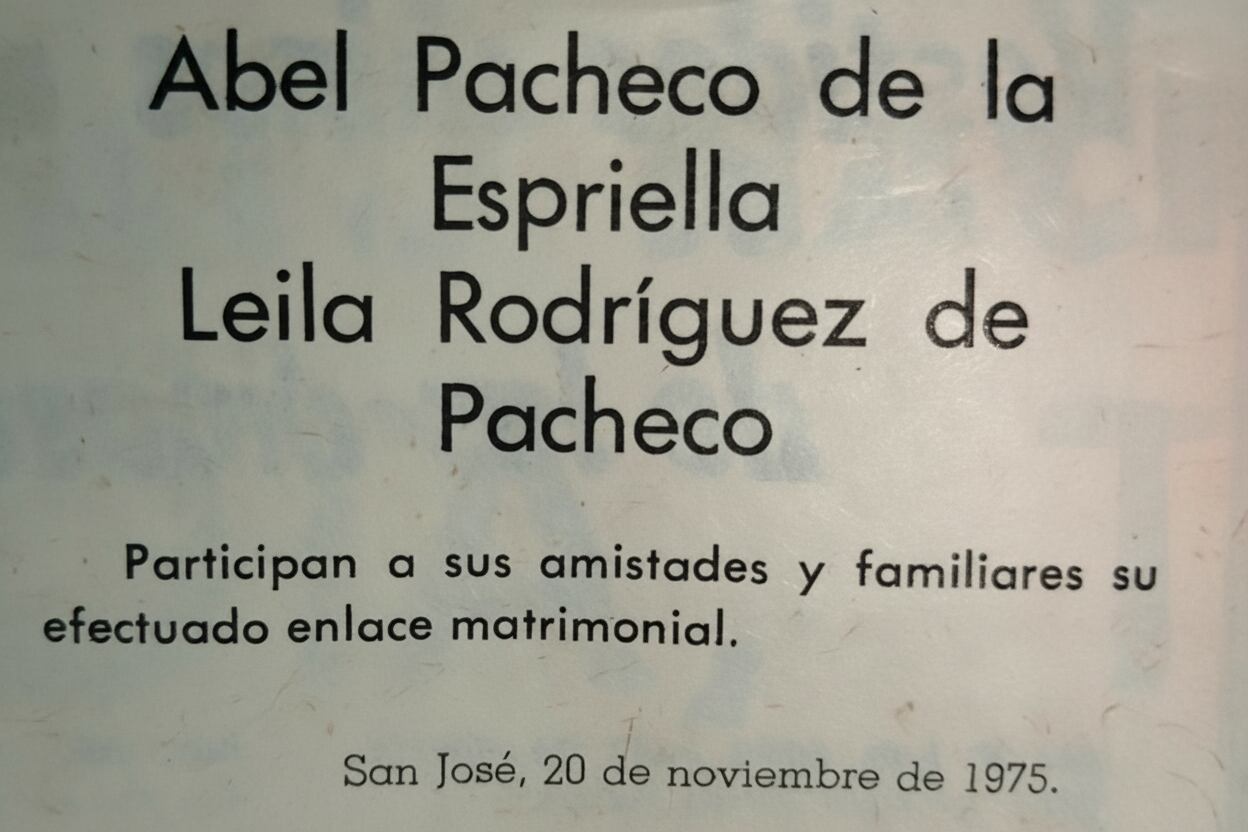 Abel Pacheco de la
Espriella
Leila Rodríguez de
Pacheco
Participan a sus amistades y familiares su
efectuado enlace matrimonial.
San José, 20 de noviembre de 1975.